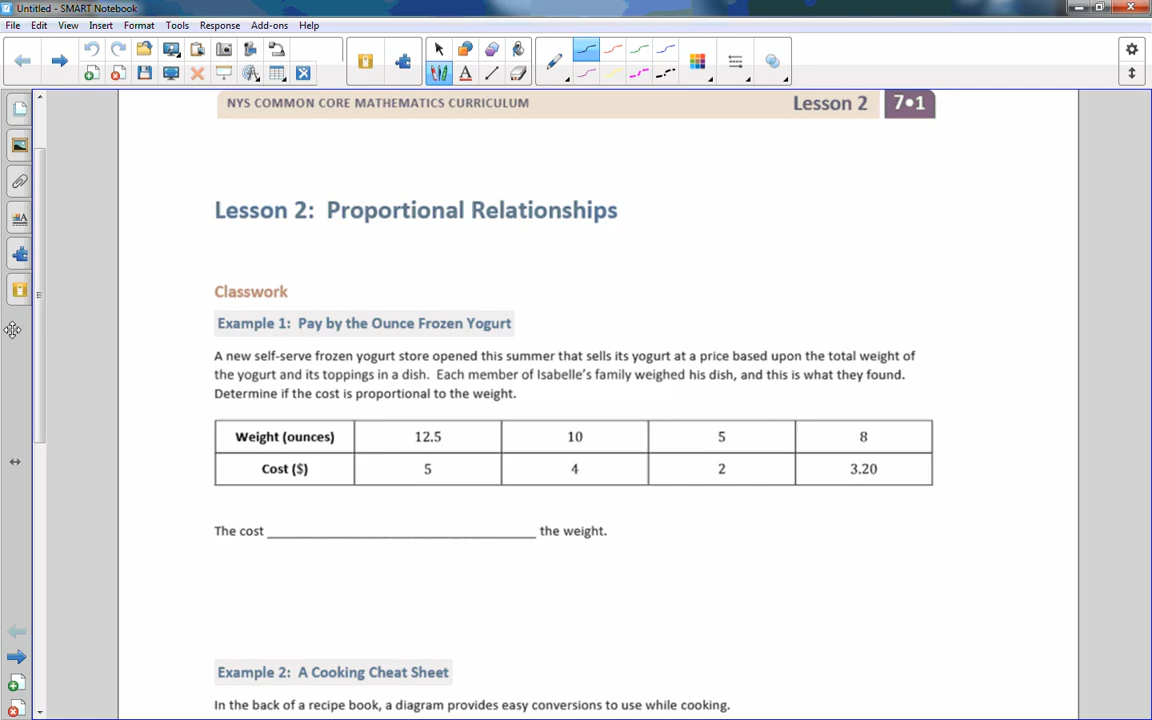 Untitled - SMART Notebook
File Edit View Insert Format Tools Response Add-ons Help
NYS COMMON CORE MATHEMATICS CURRICULUM Lesson 2 7•1
Lesson 2: Proportional Relationships
Classwork
Example 1: Pay by the Ounce Frozen Yogurt
A new self-serve frozen yogurt store opened this summer that sells its yogurt at a price based upon the total weight of
the yogurt and its toppings in a dish. Each member of Isabelle's family weighed his dish, and this is what they found.
Determine if the cost is proportional to the weight.
Weight (ounces) 12.5 10 5 8
Cost ($) 5 4 2 3.20
The cost ____________________________________ the weight.
Example 2: A Cooking Cheat Sheet
In the back of a recipe book, a diagram provides easy conversions to use while cooking.